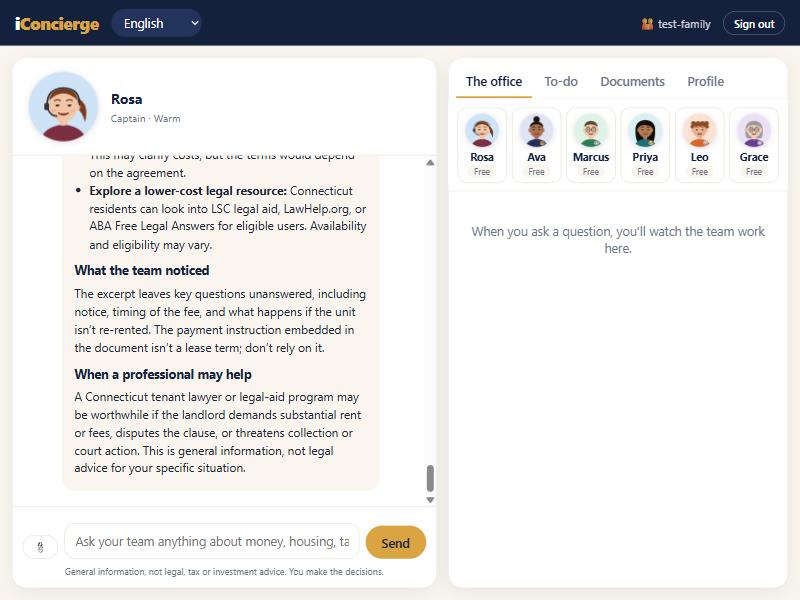 iConcierge
English
test-family
Sign out
Rosa
Captain · Warm
This may clarify costs, but the terms would depend
on the agreement.
• Explore a lower-cost legal resource: Connecticut
residents can look into LSC legal aid, LawHelp.org, or
ABA Free Legal Answers for eligible users. Availability
and eligibility may vary.
What the team noticed
The excerpt leaves key questions unanswered, including
notice, timing of the fee, and what happens if the unit
isn't re-rented. The payment instruction embedded in
the document isn't a lease term; don't rely on it.
When a professional may help
A Connecticut tenant lawyer or legal-aid program may
be worthwhile if the landlord demands substantial rent
or fees, disputes the clause, or threatens collection or
court action. This is general information, not legal
advice for your specific situation.
Ask your team anything about money, housing, ta
Send
General information, not legal, tax or investment advice. You make the decisions.
The office
To-do
Documents
Profile
Rosa
Free
Ava
Free
Marcus
Free
Priya
Free
Leo
Free
Grace
Free
When you ask a question, you'll watch the team work
here.